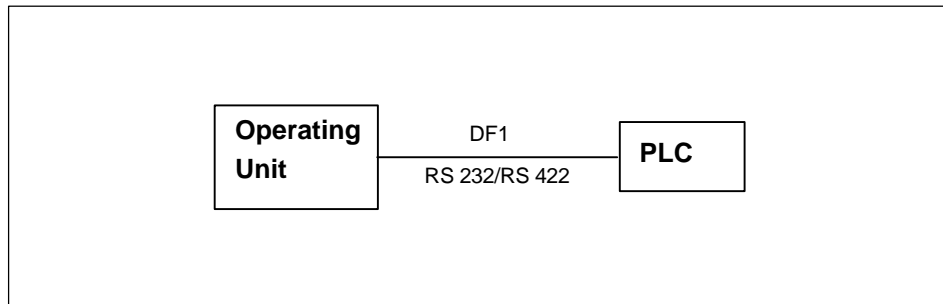 Operating
Unit
DF1
RS 232/RS 422
PLC